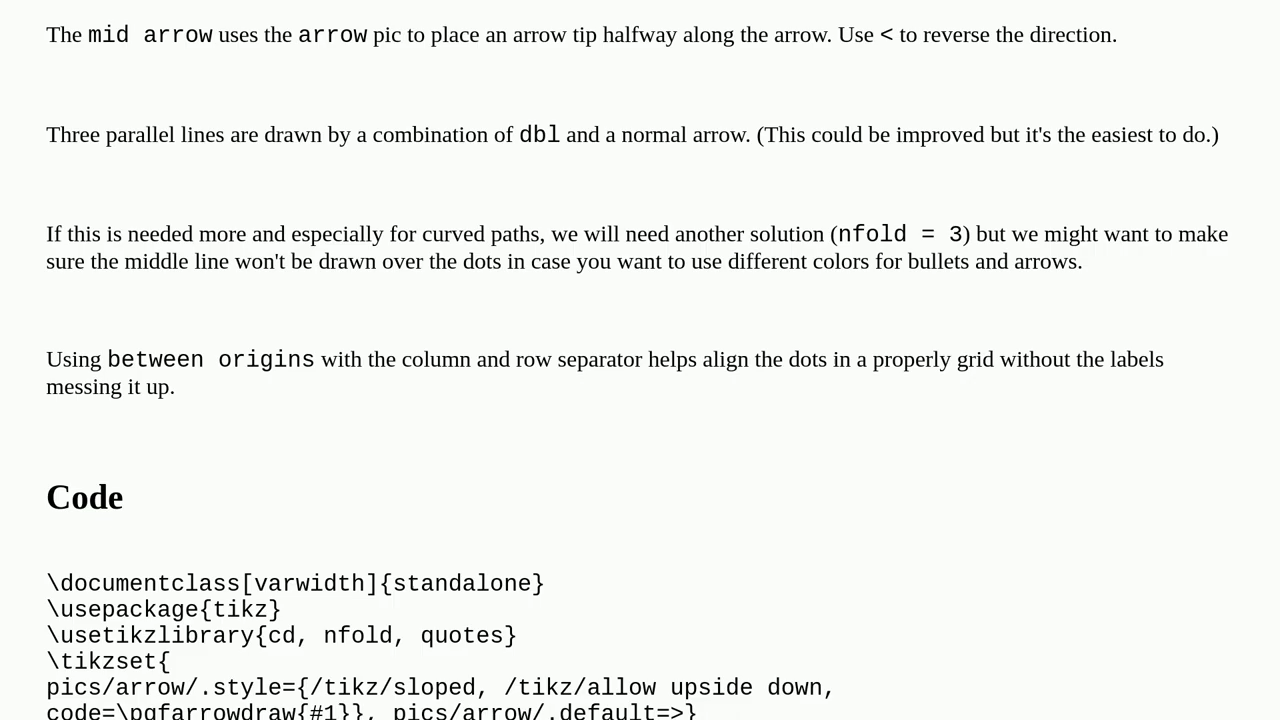 The mid arrow uses the arrow pic to place an arrow tip halfway along the arrow. Use < to reverse the direction.
Three parallel lines are drawn by a combination of dbl and a normal arrow. (This could be improved but it's the easiest to do.)
If this is needed more and especially for curved paths, we will need another solution (nfold = 3) but we might want to make
sure the middle line won't be drawn over the dots in case you want to use different colors for bullets and arrows.
Using between origins with the column and row separator helps align the dots in a properly grid without the labels
messing it up.
Code
\documentclass[varwidth]{standalone}
\usepackage{tikz}
\usetikzlibrary{cd, nfold, quotes}
\tikzset{
pics/arrow/.style={/tikz/sloped, /tikz/allow upside down,
code=\pgfarrowdraw{#1}}, pics/arrow/.default=>}